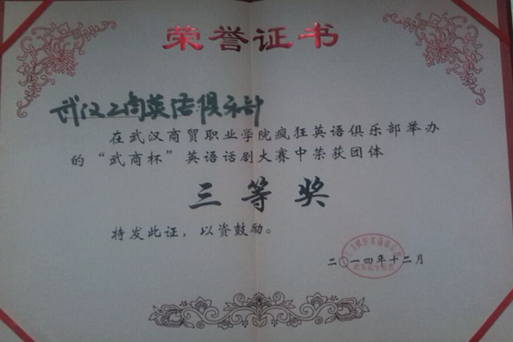 荣誉证书
武汉工商英语俱乐部
在武汉商贸职业学院疯狂英语俱乐部举办
的“武商杯”英语话剧大赛中荣获团体
三等奖
特发此证，以资鼓励。
二〇一四年十二月